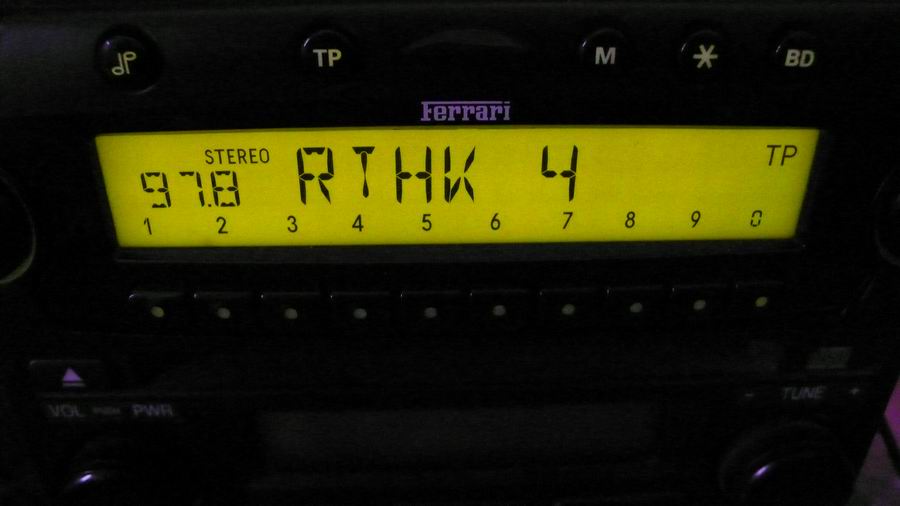 TP M BD
Ferrari
STEREO TP
97.8 RTHK 4
1 2 3 4 5 6 7 8 9 0
VOL PUSH PWR
- TUNE +